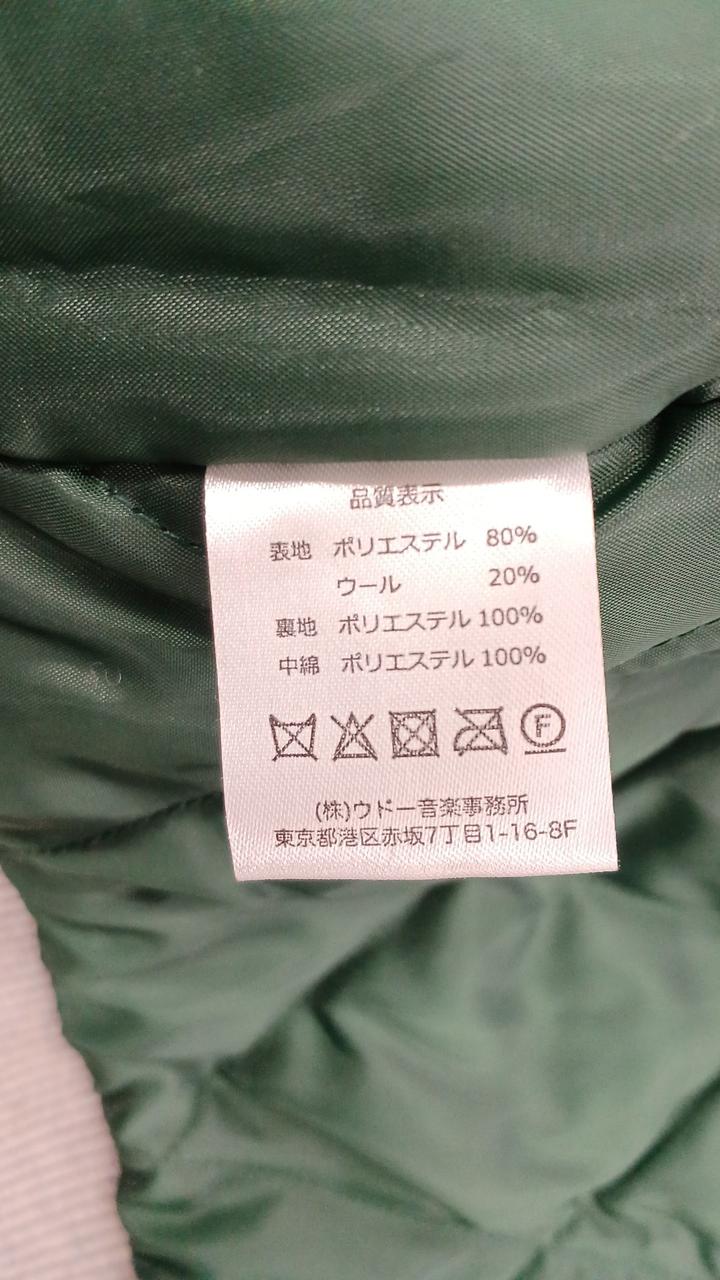 品質表示
表地 ポリエステル 80%
ウール 20%
裏地 ポリエステル 100%
中綿 ポリエステル 100%
F
(株)ウドー音楽事務所
東京都港区赤坂7丁目1-16-8F